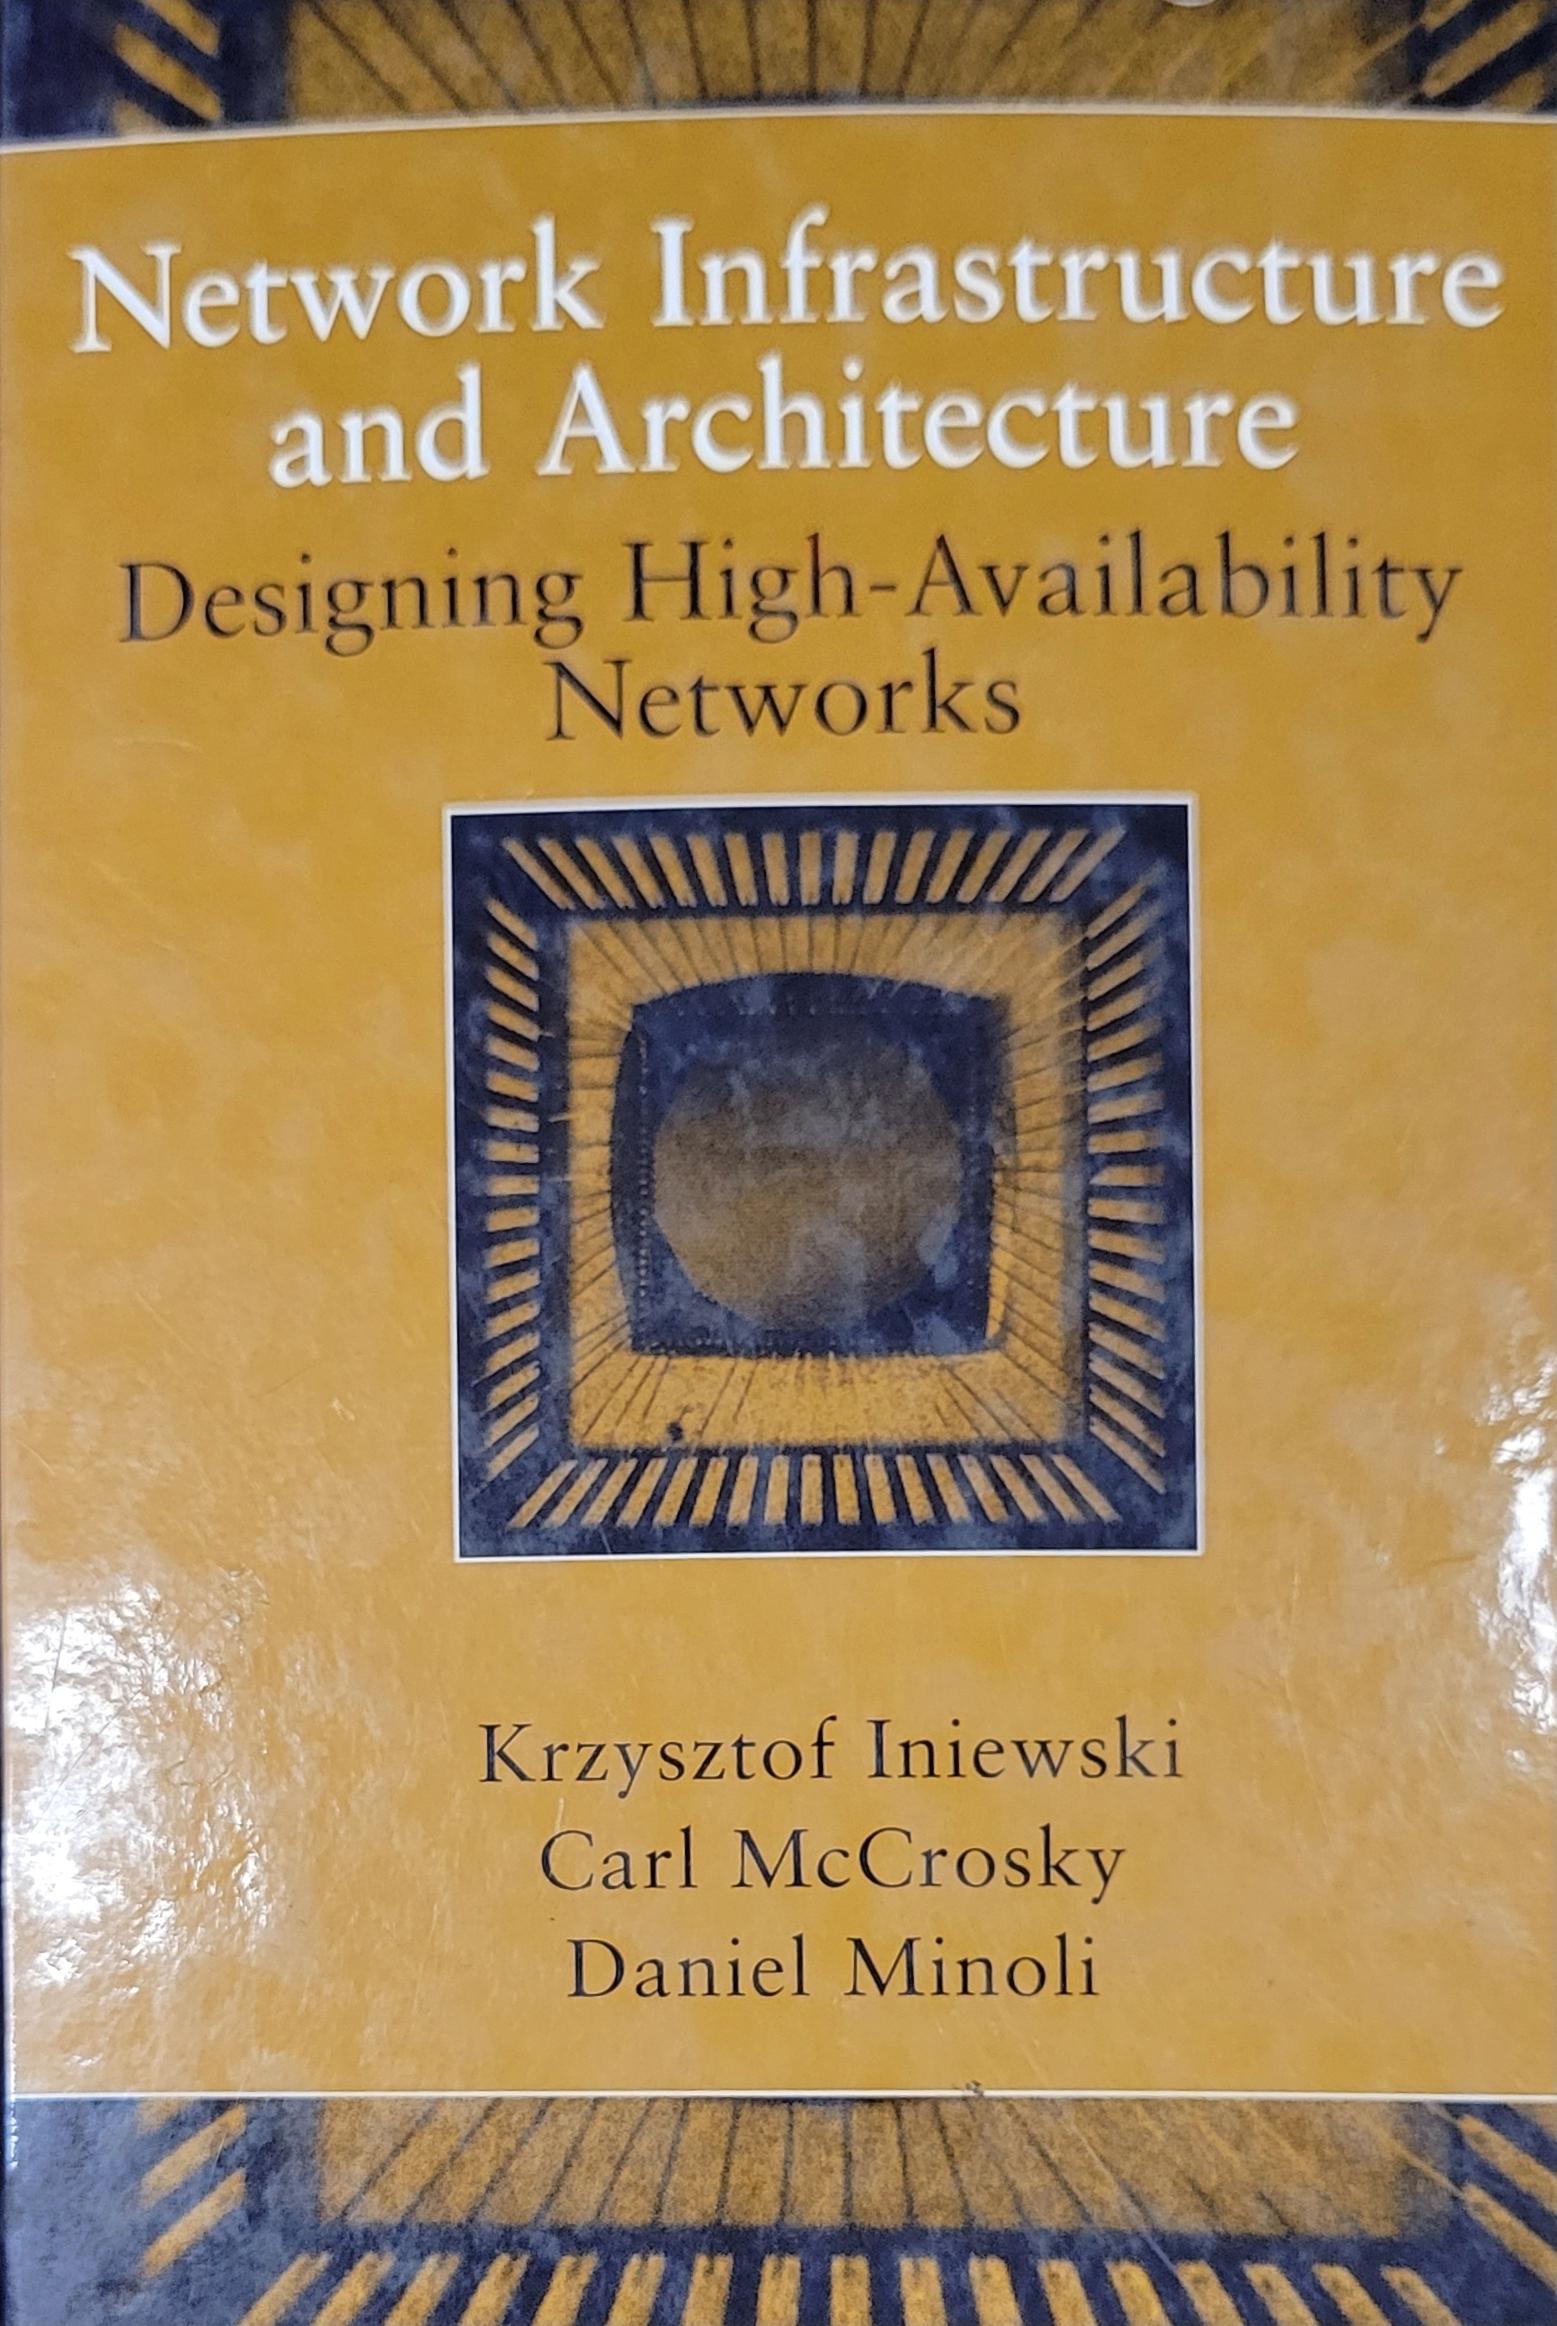 Network Infrastructure
and Architecture
Designing High-Availability
Networks
Krzysztof Iniewski
Carl McCrosky
Daniel Minoli